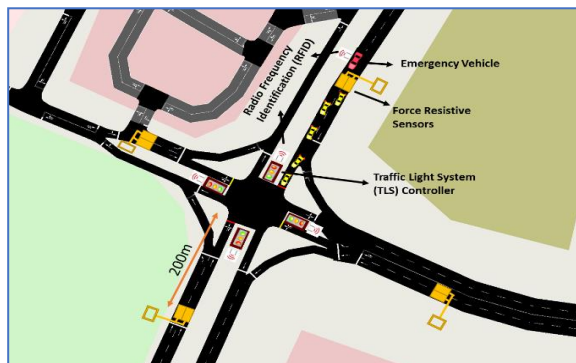 Radio Frequency
Identification (RFID)
Emergency Vehicle
Force Resistive
Sensors
Traffic Light System
(TLS) Controller
200m